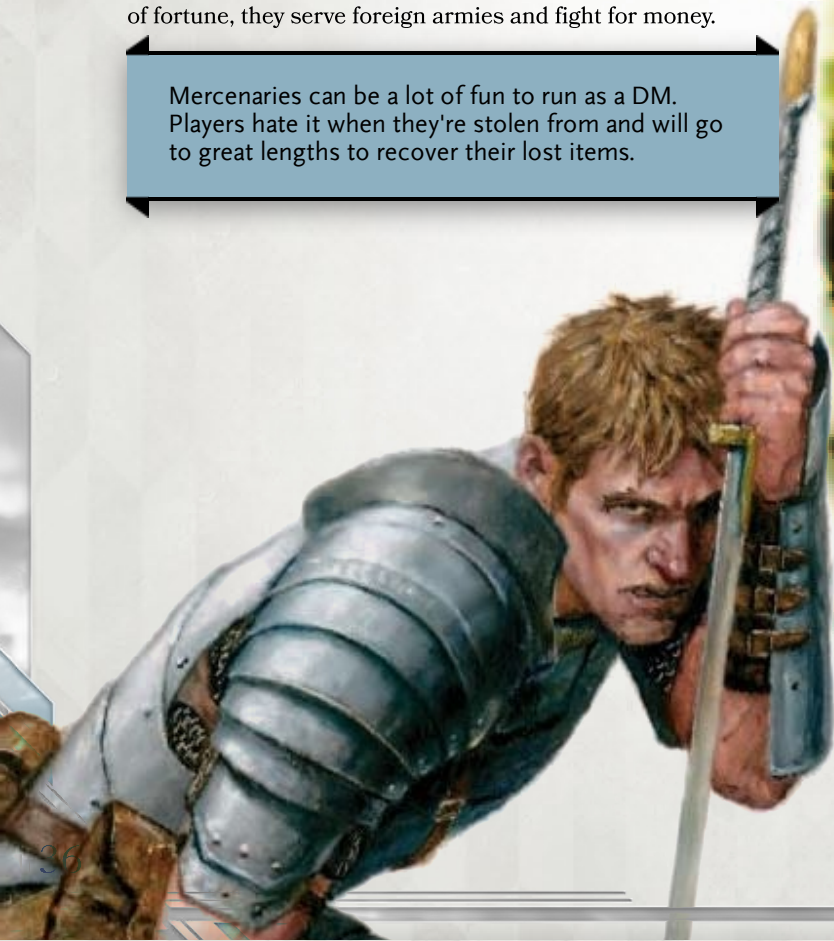 of fortune, they serve foreign armies and fight for money.
Mercenaries can be a lot of fun to run as a DM.
Players hate it when they're stolen from and will go
to great lengths to recover their lost items.
36